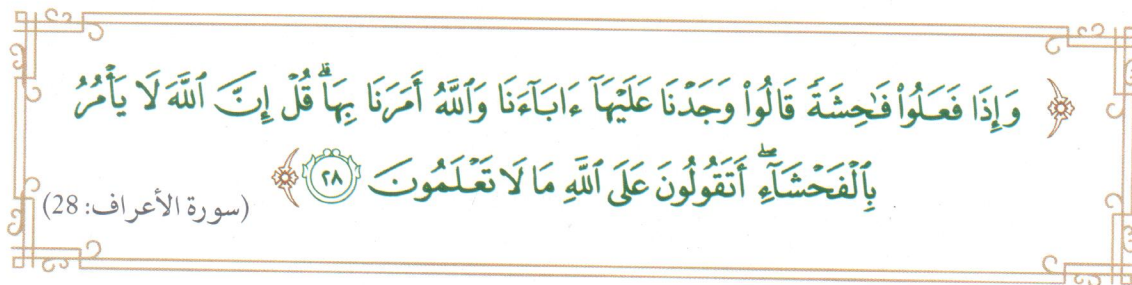 ﴿ وَإِذَا فَعَلُوا۟ فَـٰحِشَةً قَالُوا۟ وَجَدْنَا عَلَيْهَآ ءَابَآءَنَا وَٱللَّهُ أَمَرَنَا بِهَا ۗ قُلْ إِنَّ ٱللَّهَ لَا يَأْمُرُ
بِٱلْفَحْشَآءِ ۖ أَتَقُولُونَ عَلَى ٱللَّهِ مَا لَا تَعْلَمُونَ ٢٨ ﴾ (سورة الأعراف: 28)